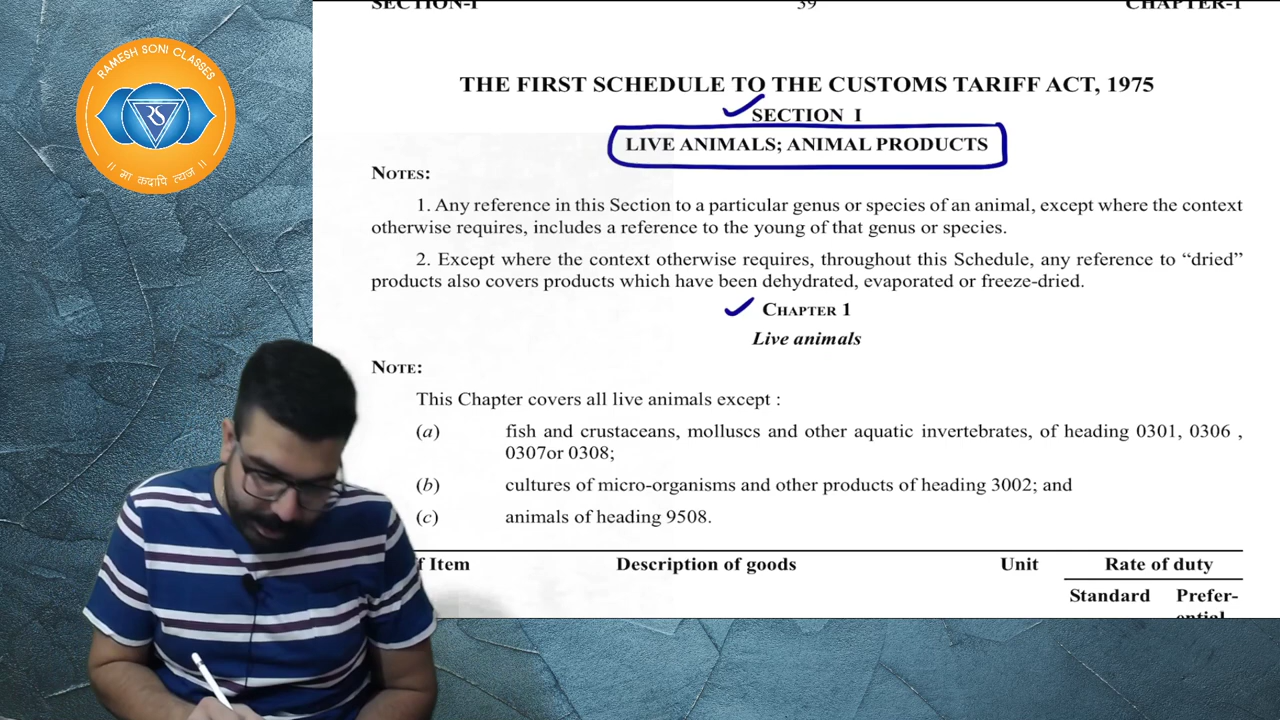 SECTION-I 39 CHAPTER-1
RAMESH SONI CLASSES
।। मा कदापि त्यज ।।
THE FIRST SCHEDULE TO THE CUSTOMS TARIFF ACT, 1975
SECTION I
LIVE ANIMALS; ANIMAL PRODUCTS
NOTES:
1. Any reference in this Section to a particular genus or species of an animal, except where the context
otherwise requires, includes a reference to the young of that genus or species.
2. Except where the context otherwise requires, throughout this Schedule, any reference to “dried”
products also covers products which have been dehydrated, evaporated or freeze-dried.
CHAPTER 1
Live animals
NOTE:
This Chapter covers all live animals except :
(a) fish and crustaceans, molluscs and other aquatic invertebrates, of heading 0301, 0306 ,
0307or 0308;
(b) cultures of micro-organisms and other products of heading 3002; and
(c) animals of heading 9508.
f Item Description of goods Unit Rate of duty
Standard Prefer-
ential